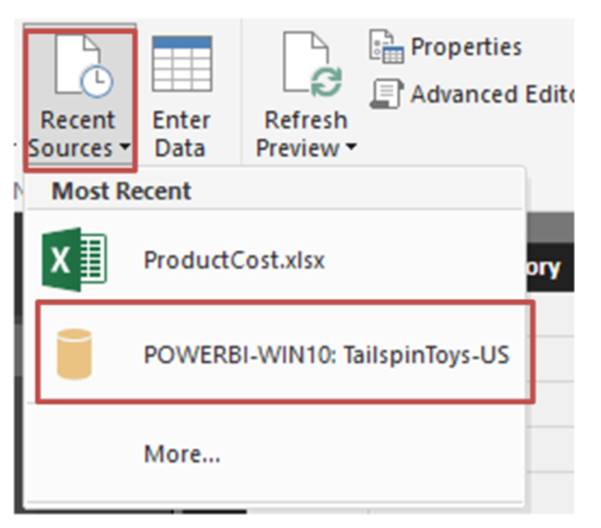 Properties
Advanced Edito
Recent
Sources
Enter
Data
Refresh
Preview
Most Recent
X
ProductCost.xlsx
ory
POWERBI-WIN10: TailspinToys-US
More...